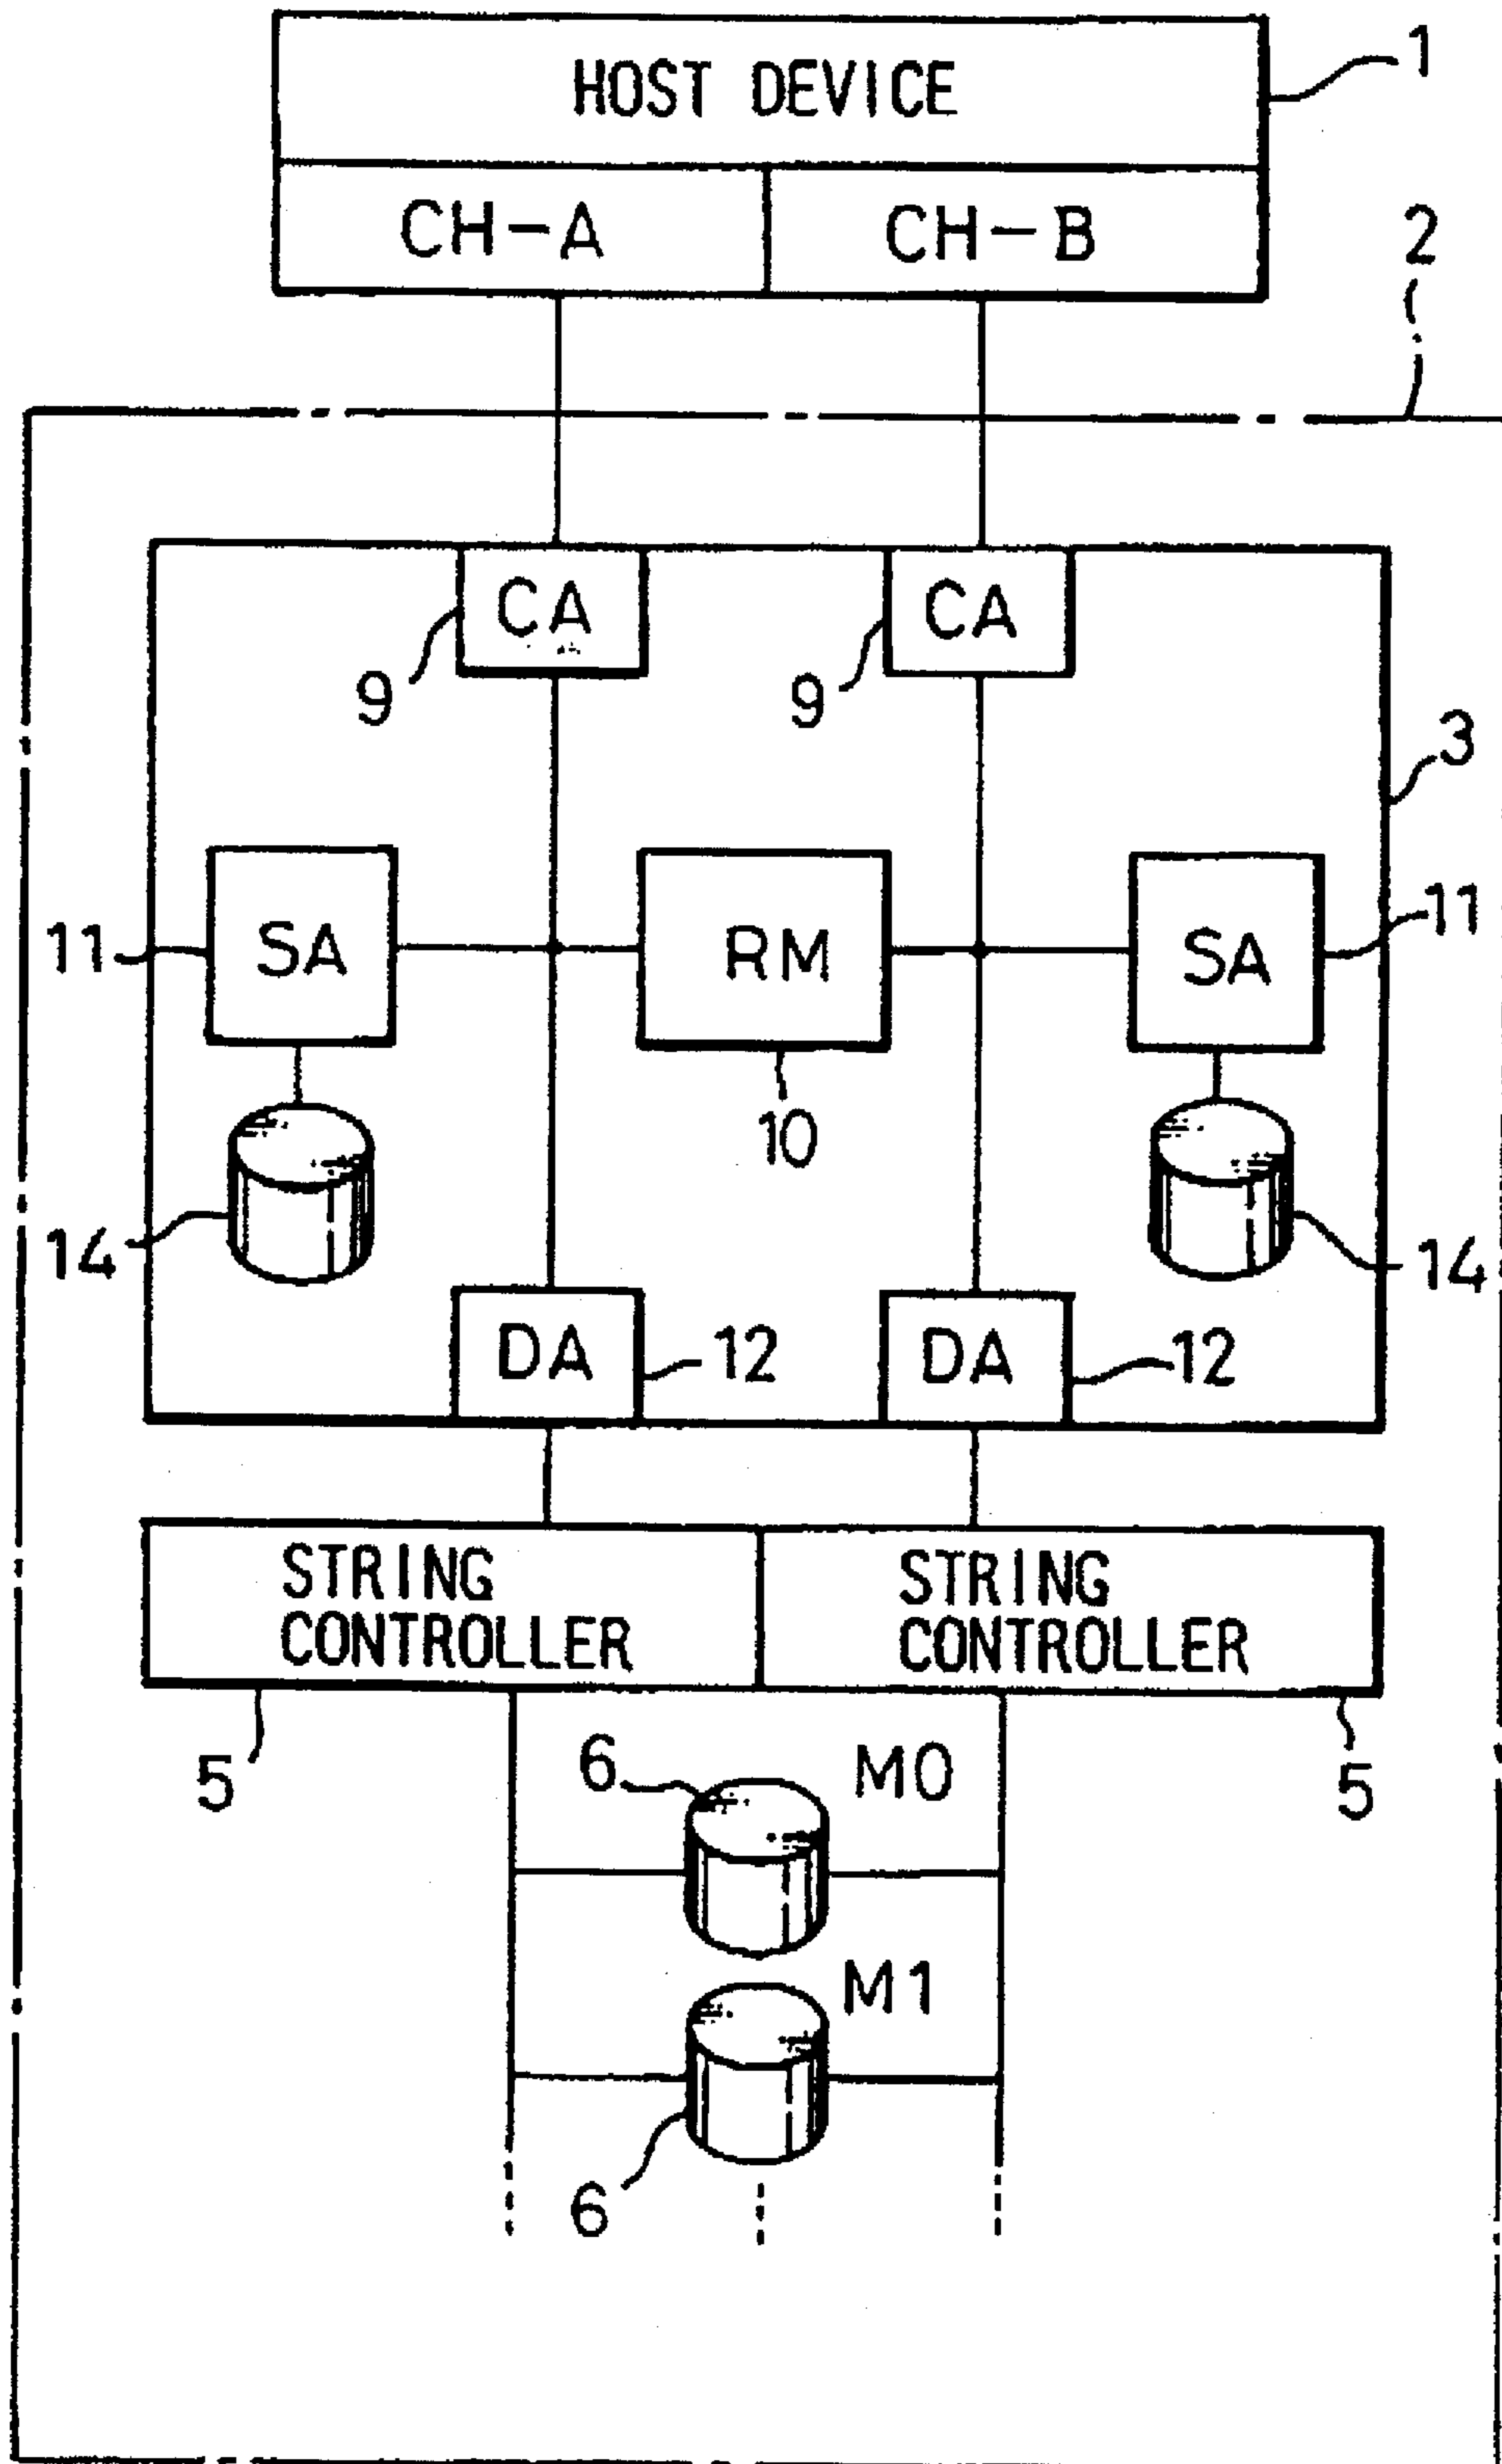 HOST DEVICE
1
CH-A
CH-B
2
CA
CA
9
9
3
SA
RM
SA
11
11
10
14
14
DA
12
DA
12
STRING
CONTROLLER
STRING
CONTROLLER
5
5
6
M0
M1
6